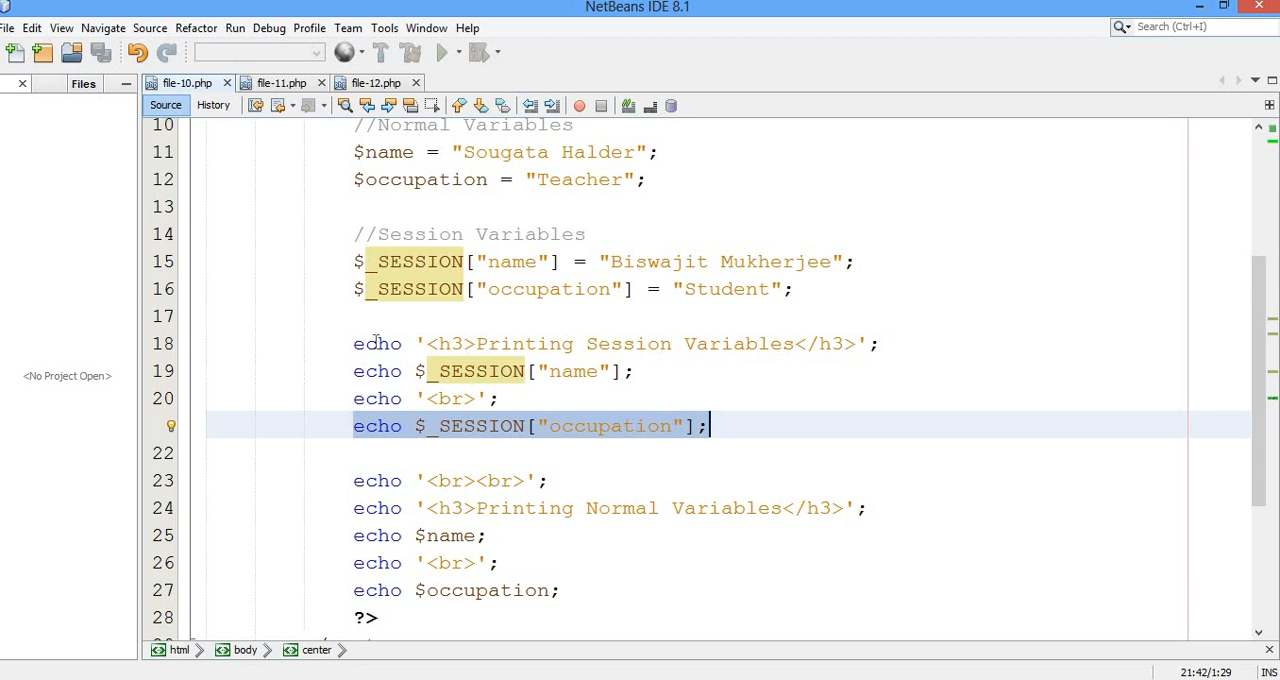 NetBeans IDE 8.1
File Edit View Navigate Source Refactor Run Debug Profile Team Tools Window Help
Search (Ctrl+I)
Files
file-10.php file-11.php file-12.php
Source History
10 //Normal Variables
11 $name = "Sougata Halder";
12 $occupation = "Teacher";
13
14 //Session Variables
15 $_SESSION["name"] = "Biswajit Mukherjee";
16 $_SESSION["occupation"] = "Student";
17
18 echo '<h3>Printing Session Variables</h3>';
19 echo $_SESSION["name"];
20 echo '<br>';
echo $_SESSION["occupation"];
22
23 echo '<br><br>';
24 echo '<h3>Printing Normal Variables</h3>';
25 echo $name;
26 echo '<br>';
27 echo $occupation;
28 ?>
<No Project Open>
html body center
21:42/1:29 INS